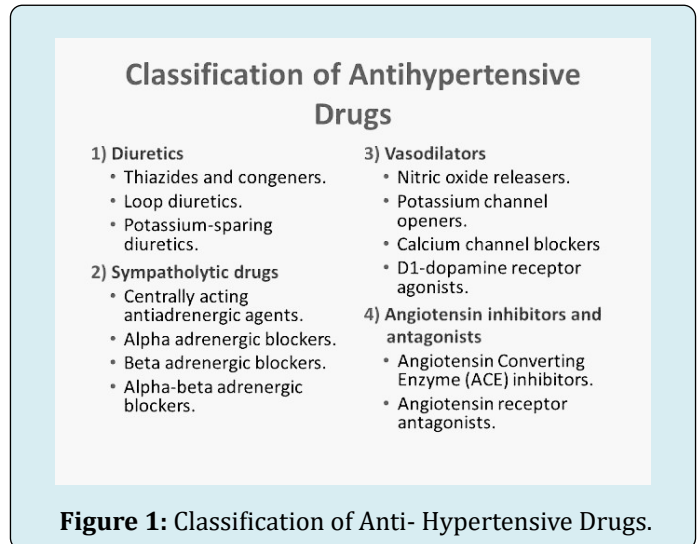 Classification of Antihypertensive
Drugs
1) Diuretics
• Thiazides and congeners.
• Loop diuretics.
• Potassium-sparing
diuretics.
2) Sympatholytic drugs
• Centrally acting
antiadrenergic agents.
• Alpha adrenergic blockers.
• Beta adrenergic blockers.
• Alpha-beta adrenergic
blockers.
3) Vasodilators
• Nitric oxide releasers.
• Potassium channel
openers.
• Calcium channel blockers
• D1-dopamine receptor
agonists.
4) Angiotensin inhibitors and
antagonists
• Angiotensin Converting
Enzyme (ACE) inhibitors.
• Angiotensin receptor
antagonists.
Figure 1: Classification of Anti- Hypertensive Drugs.